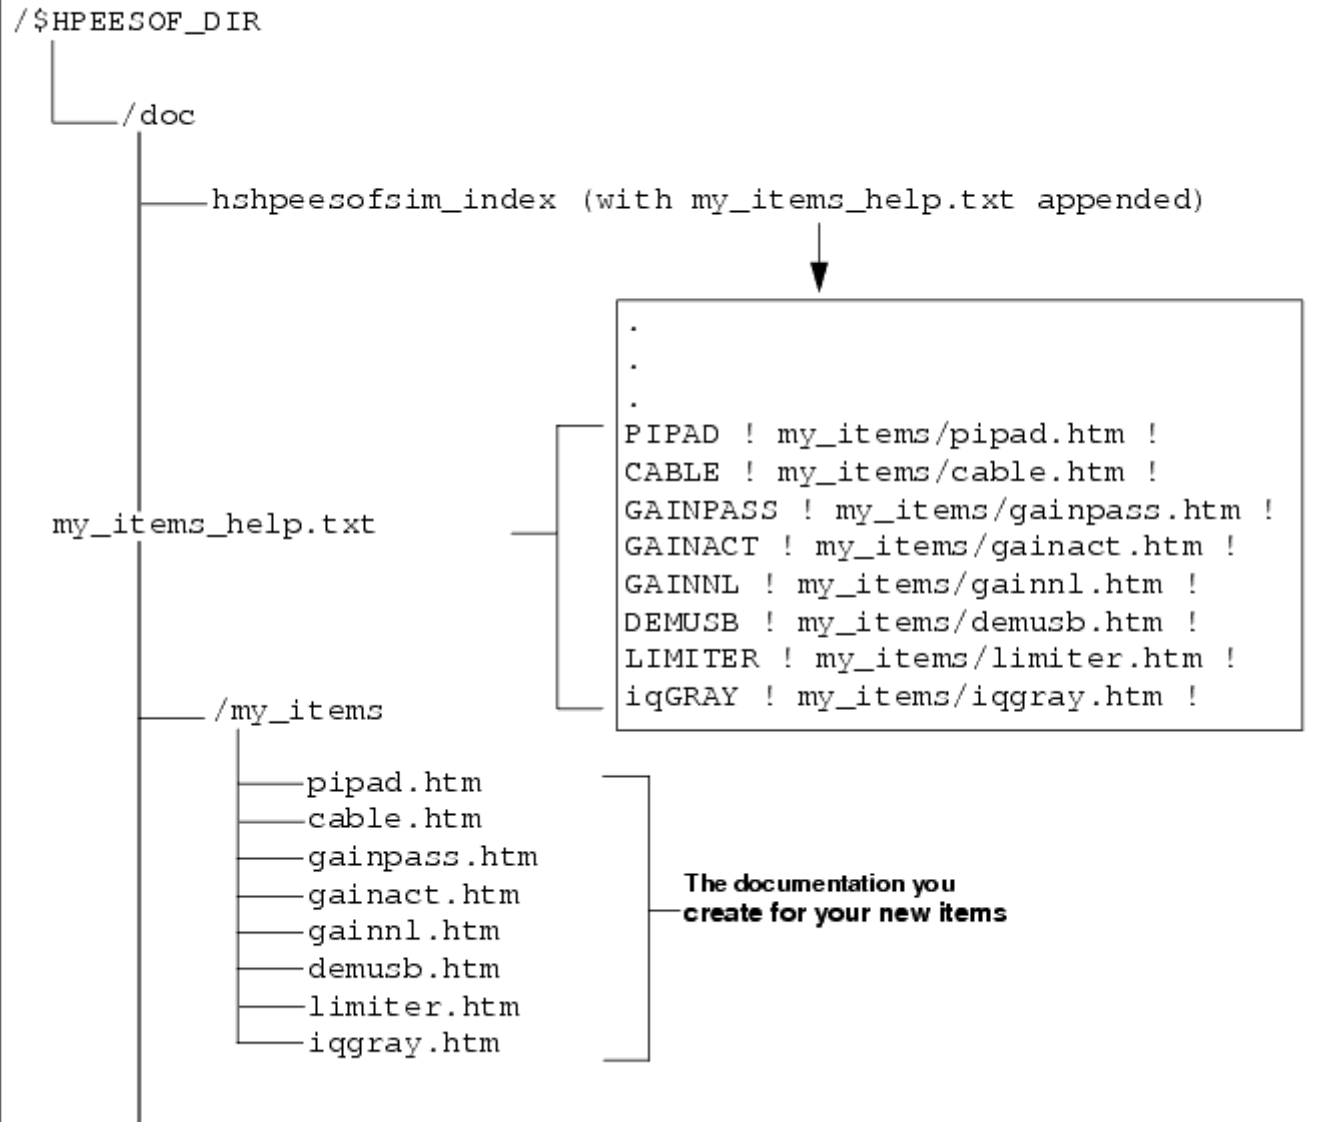 /$HPEESOF_DIR
/doc
hshpeesofsim_index (with my_items_help.txt appended)
.
.
.
PIPAD ! my_items/pipad.htm !
CABLE ! my_items/cable.htm !
GAINPASS ! my_items/gainpass.htm !
my_items_help.txt
GAINACT ! my_items/gainact.htm !
GAINNL ! my_items/gainnl.htm !
DEMUSB ! my_items/demusb.htm !
LIMITER ! my_items/limiter.htm !
iqGRAY ! my_items/iqgray.htm !
/my_items
pipad.htm
cable.htm
gainpass.htm
gainact.htm
gainnl.htm
demusb.htm
limiter.htm
iqgray.htm
The documentation you
create for your new items